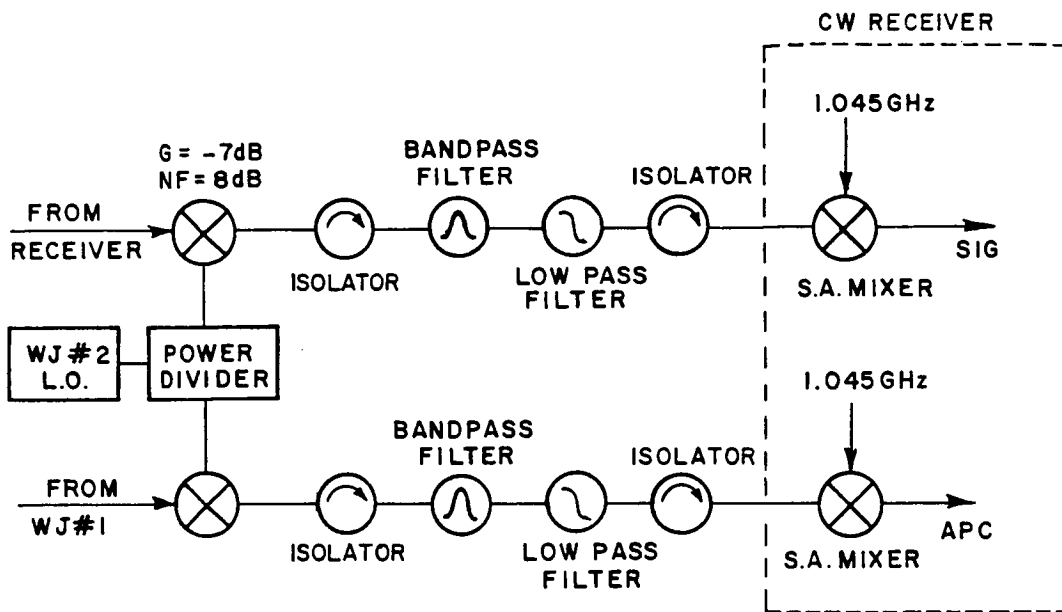 CW RECEIVER
1.045GHz
G = -7dB
NF = 8dB
BANDPASS
FILTER
ISOLATOR
FROM
RECEIVER
ISOLATOR
LOW PASS
FILTER
SIG
S.A. MIXER
WJ #2
L.O.
POWER
DIVIDER
1.045GHz
BANDPASS
FILTER
ISOLATOR
FROM
WJ#1
ISOLATOR
LOW PASS
FILTER
APC
S.A. MIXER